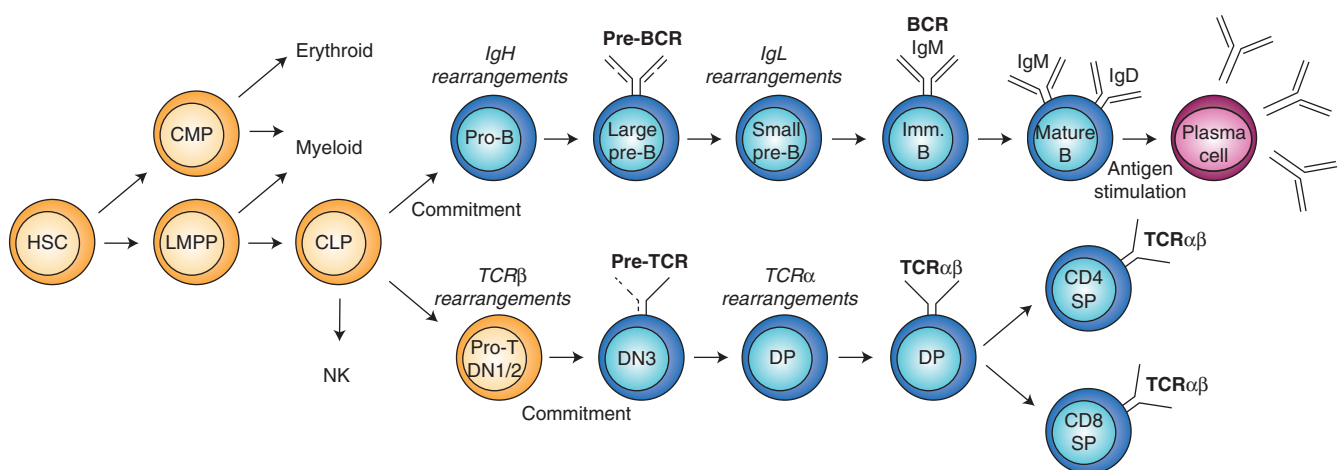 Erythroid
CMP
Myeloid
HSC
LMPP
CLP
NK
Commitment
IgH
rearrangements
Pro-B
Pre-BCR
Large
pre-B
IgL
rearrangements
Small
pre-B
BCR
IgM
Imm.
B
IgM
IgD
Mature
B
Antigen
stimulation
Plasma
cell
TCRβ
rearrangements
Pro-T
DN1/2
Commitment
Pre-TCR
DN3
TCRα
rearrangements
DP
TCRαβ
DP
CD4
SP
TCRαβ
CD8
SP
TCRαβ